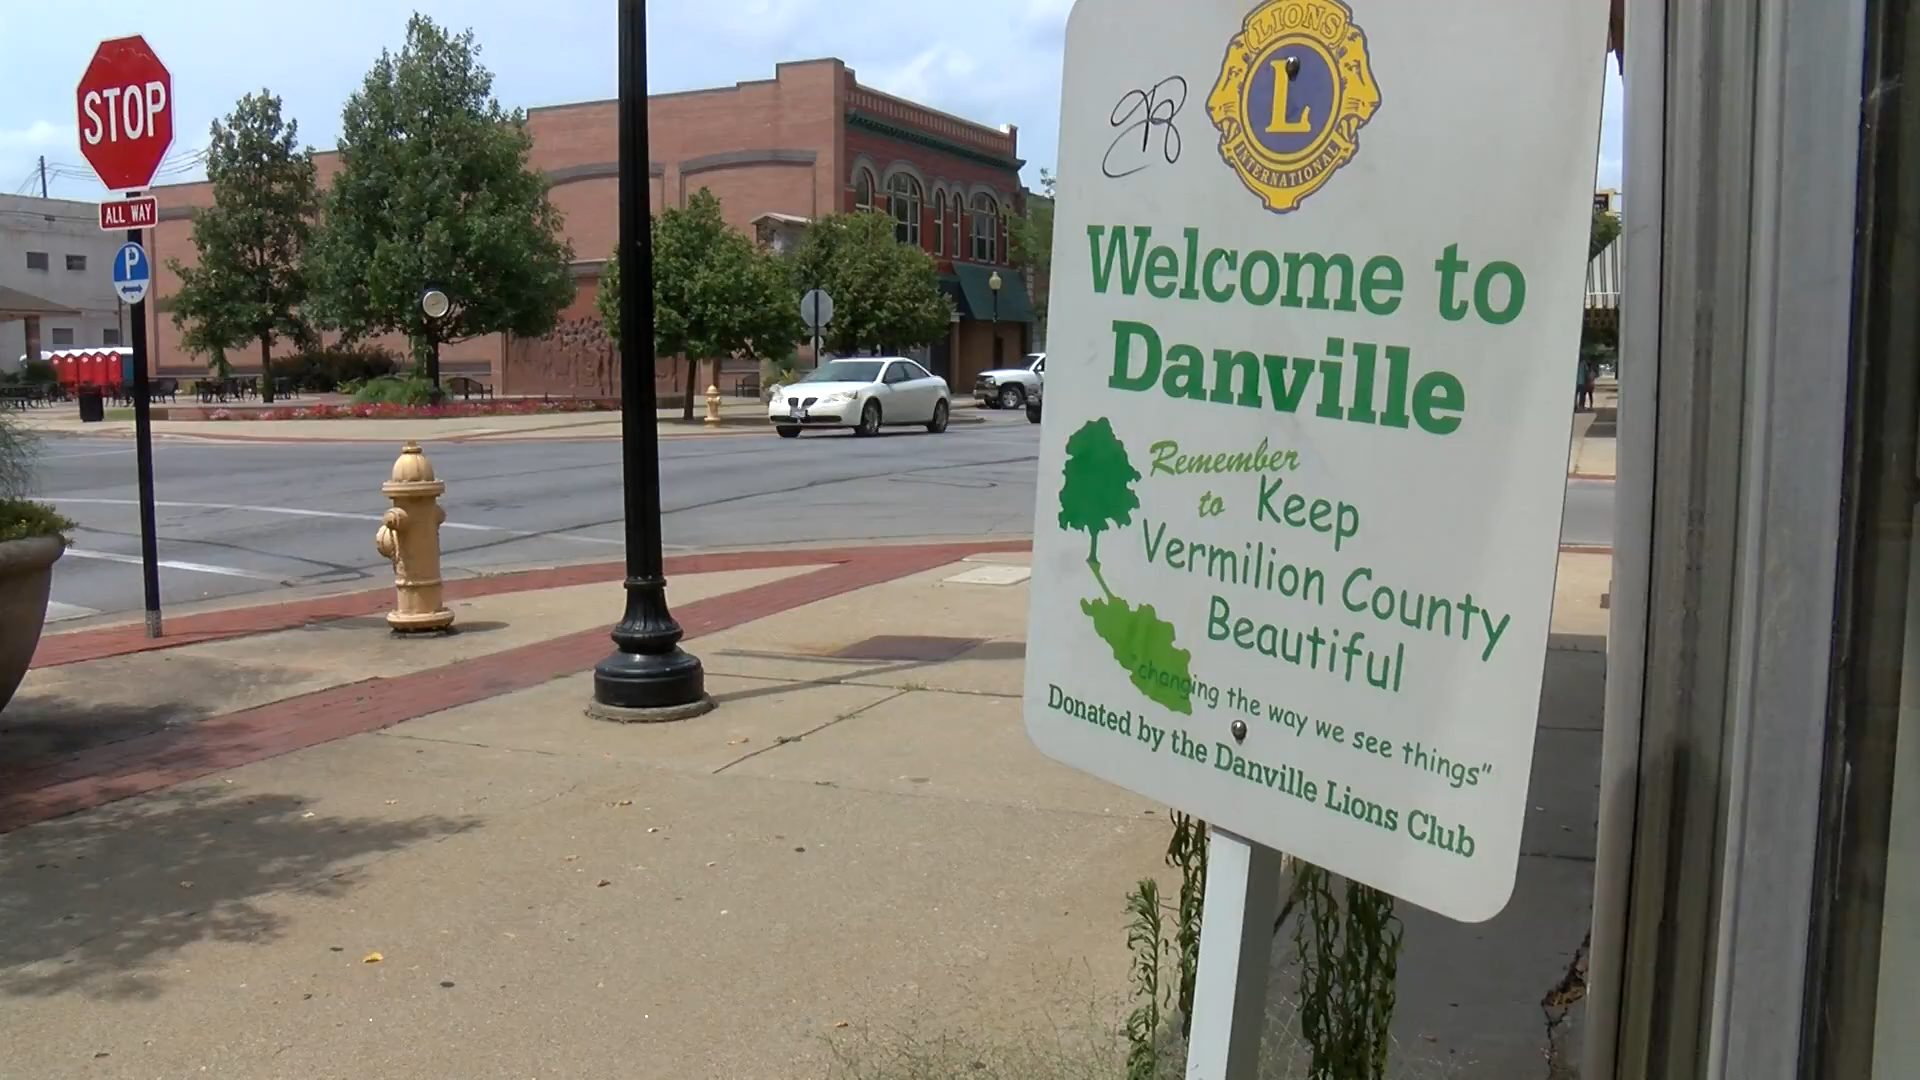 STOP
ALL WAY
P
LIONS
L
INTERNATIONAL
Welcome to
Danville
Remember
to Keep
Vermilion County
Beautiful
"changing the way we see things"
Donated by the Danville Lions Club